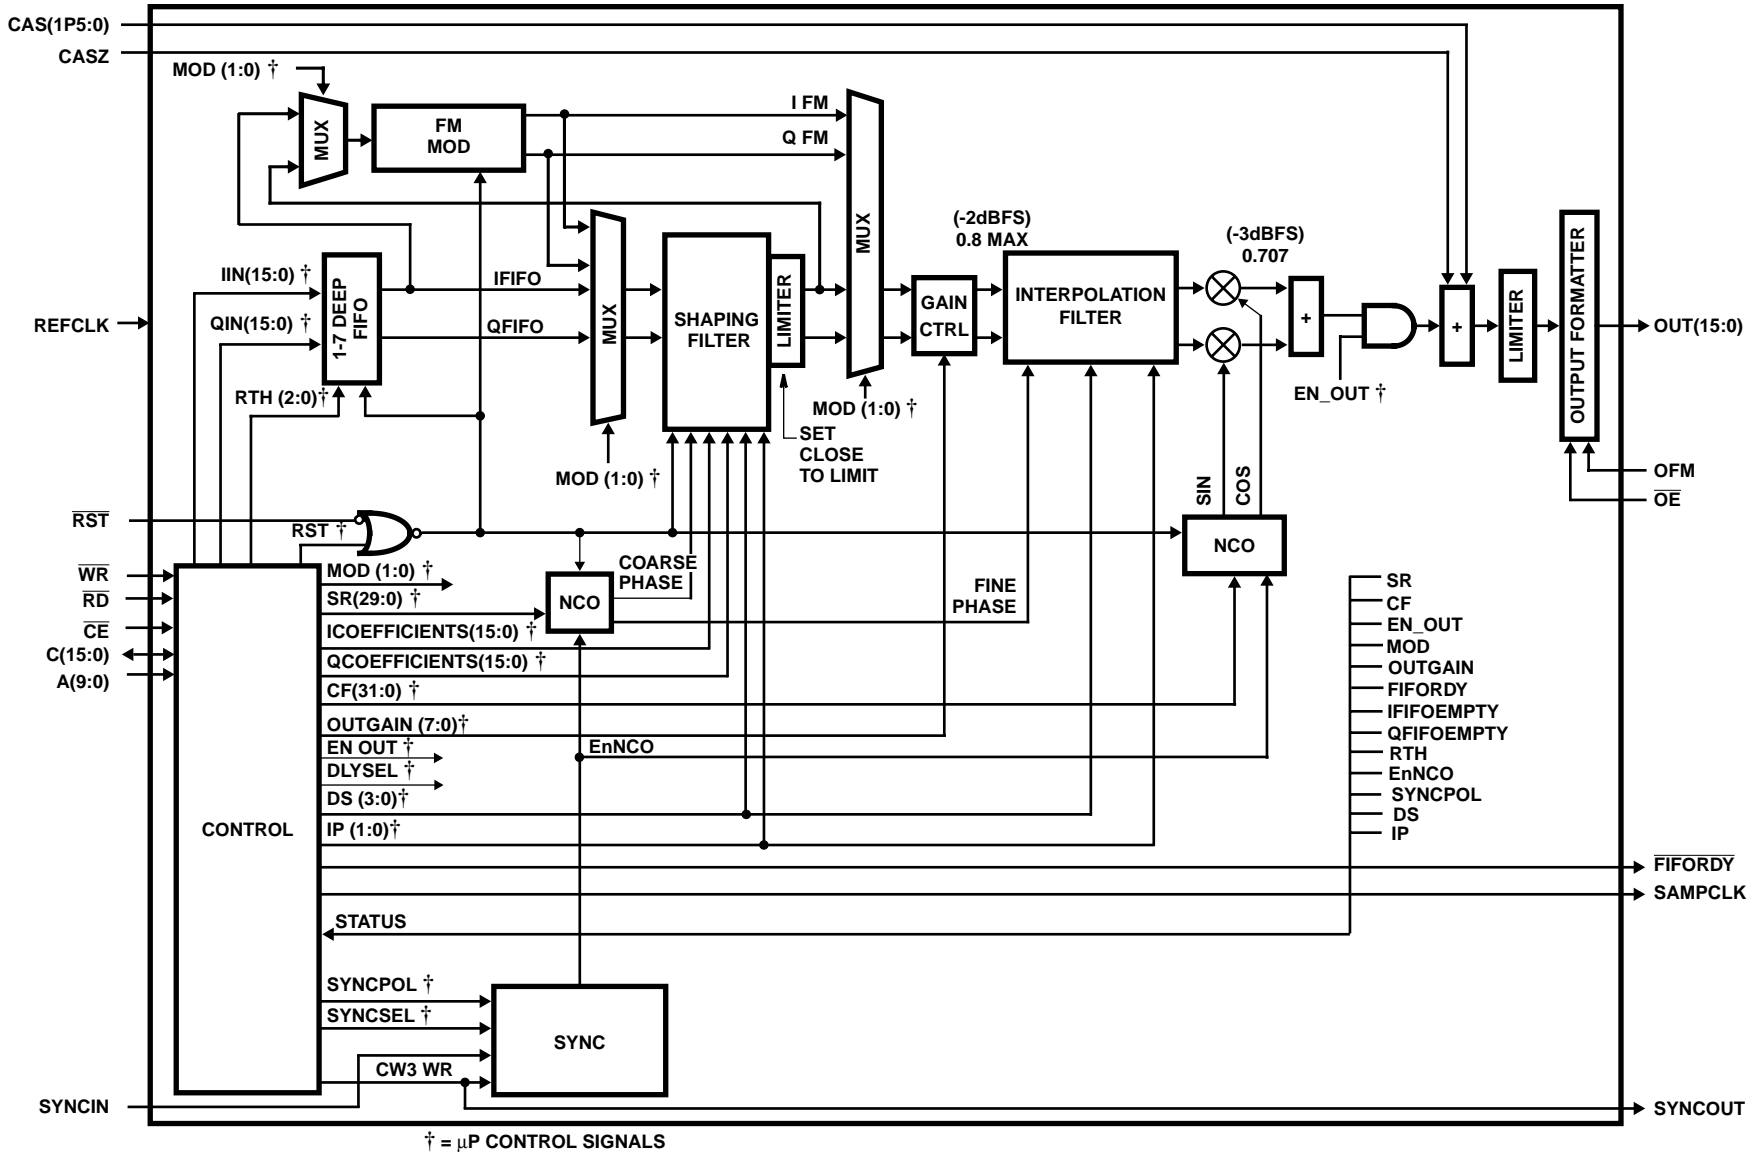 CAS(1P5:0)
CASZ
MOD (1:0) †
MUX
FM
MOD
I FM
Q FM
MUX
(-2dBFS)
0.8 MAX
(-3dBFS)
0.707
IIN(15:0) †
QIN(15:0) †
1-7 DEEP
FIFO
IFIFO
QFIFO
MUX
SHAPING
FILTER
LIMITER
GAIN
CTRL
INTERPOLATION
FILTER
+
+
LIMITER
OUTPUT FORMATTER
OUT(15:0)
REFCLK
RTH (2:0)†
MOD (1:0) †
EN_OUT †
SET
CLOSE
TO LIMIT
MOD (1:0) †
OFM
OE
SIN
COS
RST
RST †
NCO
WR
RD
CE
C(15:0)
A(9:0)
MOD (1:0) †
SR(29:0) †
NCO
COARSE
PHASE
FINE
PHASE
ICOEFFICIENTS(15:0) †
QCOEFFICIENTS(15:0) †
CF(31:0) †
OUTGAIN (7:0)†
EN OUT †
EnNCO
DLYSEL †
DS (3:0)†
IP (1:0)†
CONTROL
SR
CF
EN_OUT
MOD
OUTGAIN
FIFORDY
IFIFOEMPTY
QFIFOEMPTY
RTH
EnNCO
SYNCPOL
DS
IP
FIFORDY
SAMPCLK
STATUS
SYNCPOL †
SYNCSEL †
SYNC
CW3 WR
SYNCIN
SYNCOUT
† = μP CONTROL SIGNALS